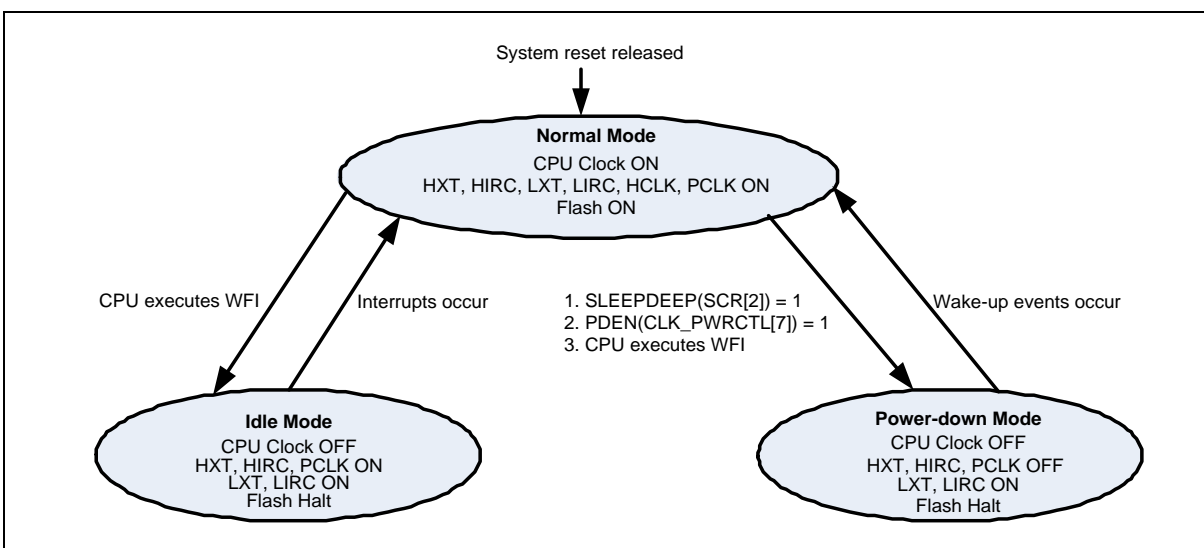 System reset released
Normal Mode
CPU Clock ON
HXT, HIRC, LXT, LIRC, HCLK, PCLK ON
Flash ON
CPU executes WFI
Interrupts occur
1. SLEEPDEEP(SCR[2]) = 1
2. PDEN(CLK_PWRCTL[7]) = 1
3. CPU executes WFI
Wake-up events occur
Idle Mode
CPU Clock OFF
HXT, HIRC, PCLK ON
LXT, LIRC ON
Flash Halt
Power-down Mode
CPU Clock OFF
HXT, HIRC, PCLK OFF
LXT, LIRC ON
Flash Halt